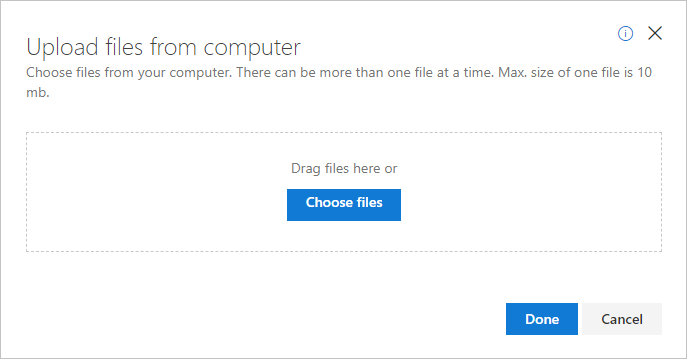 Upload files from computer
Choose files from your computer. There can be more than one file at a time. Max. size of one file is 10
mb.
Drag files here or
Choose files
Done
Cancel